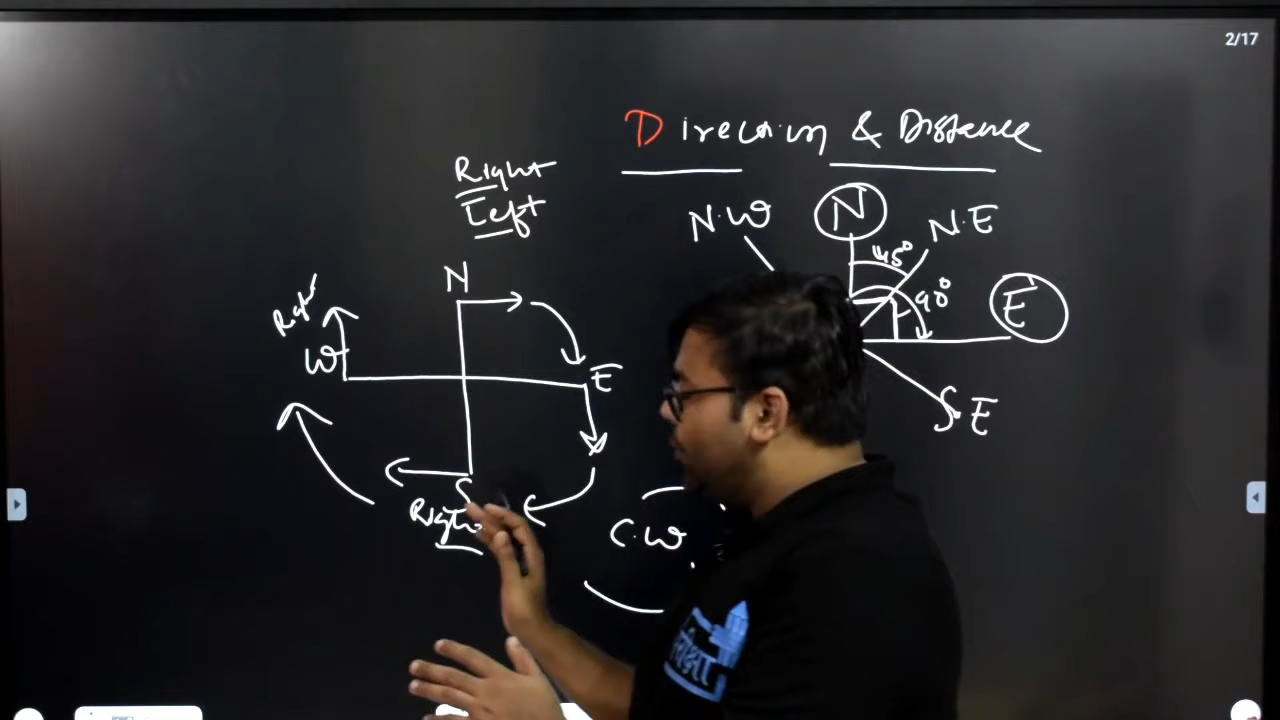 2/17
Direction & Distance
Right
Left
N.W
N
N.E
45°
90°
E
S.E
N
Right
W
E
S
Right
C.W